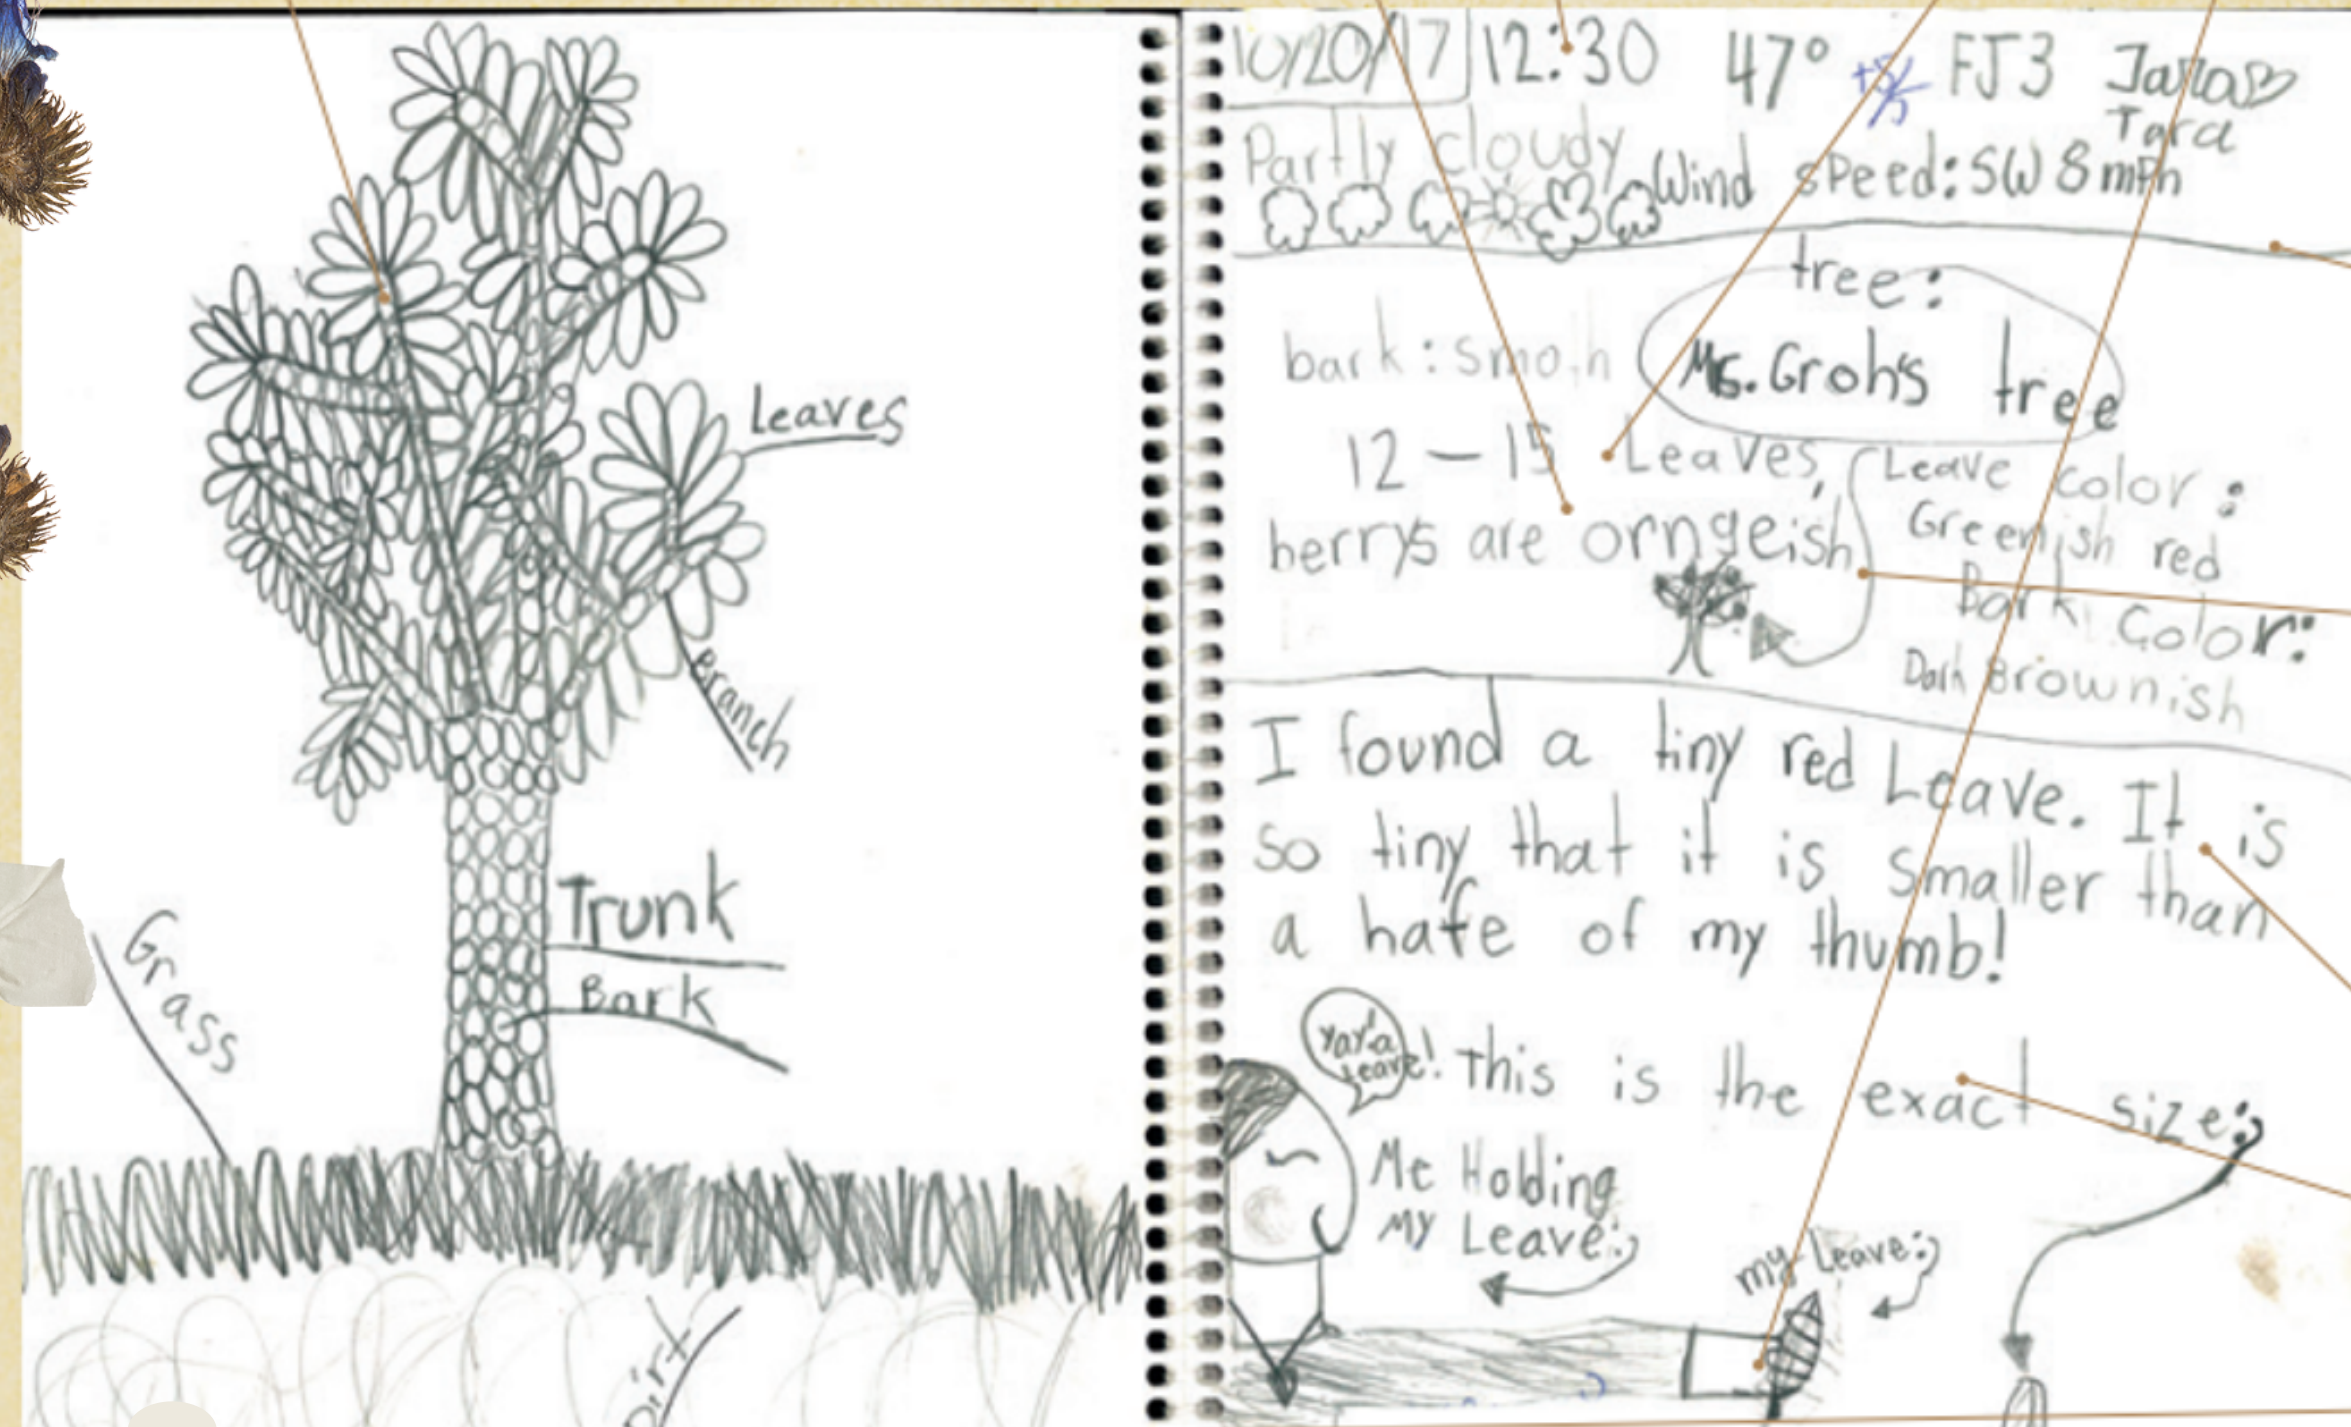 Leaves
Branch
Trunk
Bark
Grass
Dirt
10/20/17 12:30 47° FJ3
Tara
Partly cloudy Wind speed: SW 8 mph
tree:
Ms. Groh's tree
bark: smoth
12 – 15 Leaves,
berrys are orngeish
Leave color:
Greenish red
Bark Color:
Dark Brownish
I found a tiny red Leave. It is
so tiny that it is smaller than
a hafe of my thumb!
Yay! a
Leave!
This is the exact size:
Me Holding
My Leave:
my Leave: